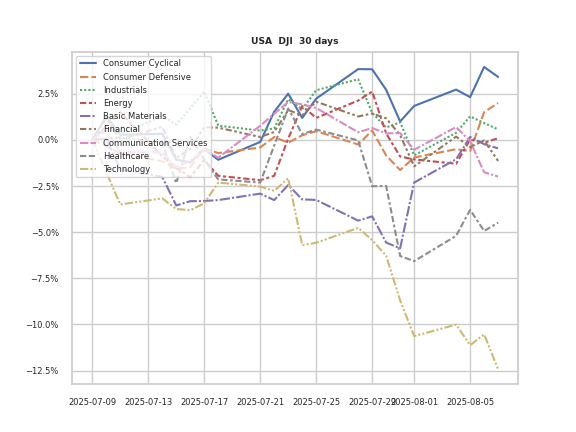 USA DJI 30 days
Consumer Cyclical
Consumer Defensive
Industrials
Energy
Basic Materials
Financial
Communication Services
Healthcare
Technology
2.5%
0.0%
−2.5%
−5.0%
−7.5%
−10.0%
−12.5%
2025-07-09 2025-07-13 2025-07-17 2025-07-21 2025-07-25 2025-07-29 2025-08-01 2025-08-05